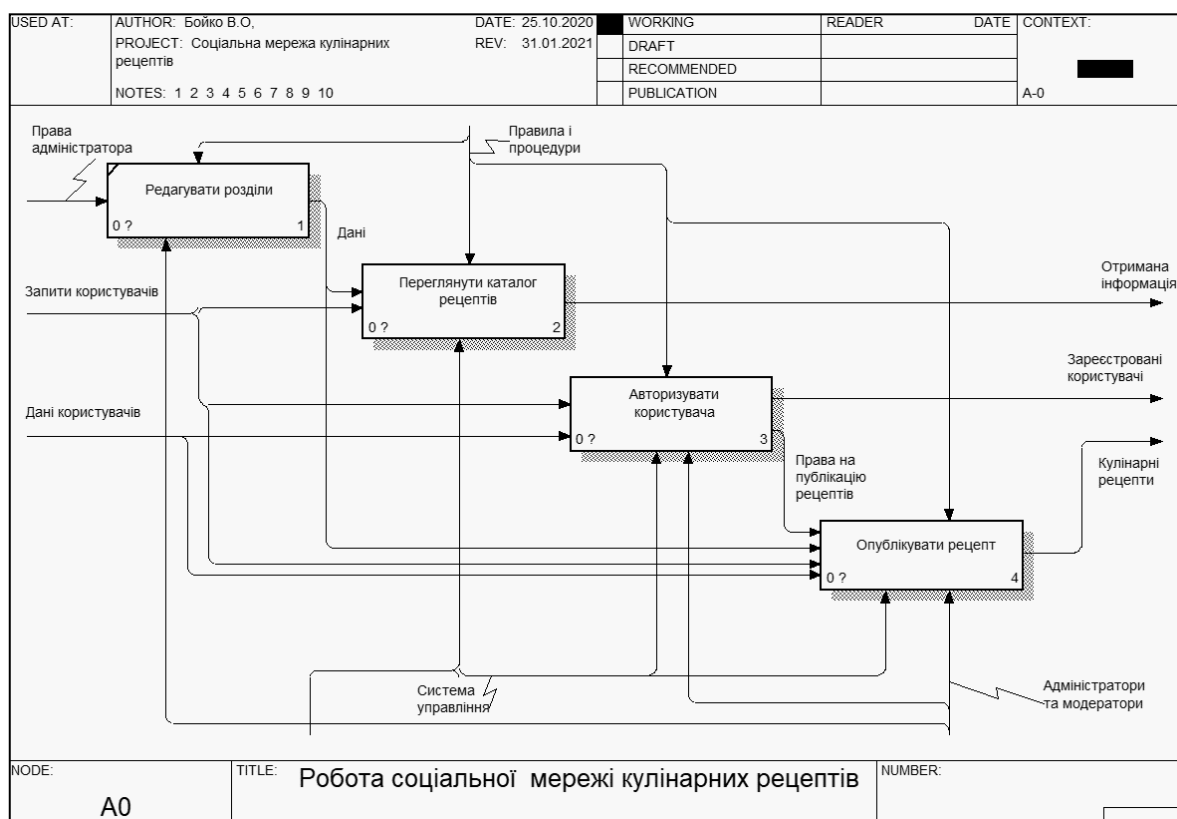 USED AT:
AUTHOR: Бойко В.О,
DATE: 25.10.2020
WORKING
READER
DATE
CONTEXT:
PROJECT: Соціальна мережа кулінарних
рецептів
REV: 31.01.2021
DRAFT
RECOMMENDED
NOTES: 1 2 3 4 5 6 7 8 9 10
PUBLICATION
A-0
Права
адміністратора
Правила і
процедури
Редагувати розділи
0 ?
1
Дані
Запити користувачів
Переглянути каталог
рецептів
0 ?
2
Отримана
інформація
Дані користувачів
Авторизувати
користувача
0 ?
3
Зареєстровані
користувачі
Права на
публікацію
рецептів
Кулінарні
рецепти
Опублікувати рецепт
0 ?
4
Система
управління
Адміністратори
та модератори
NODE:
TITLE:
Робота соціальної мережі кулінарних рецептів
NUMBER:
A0